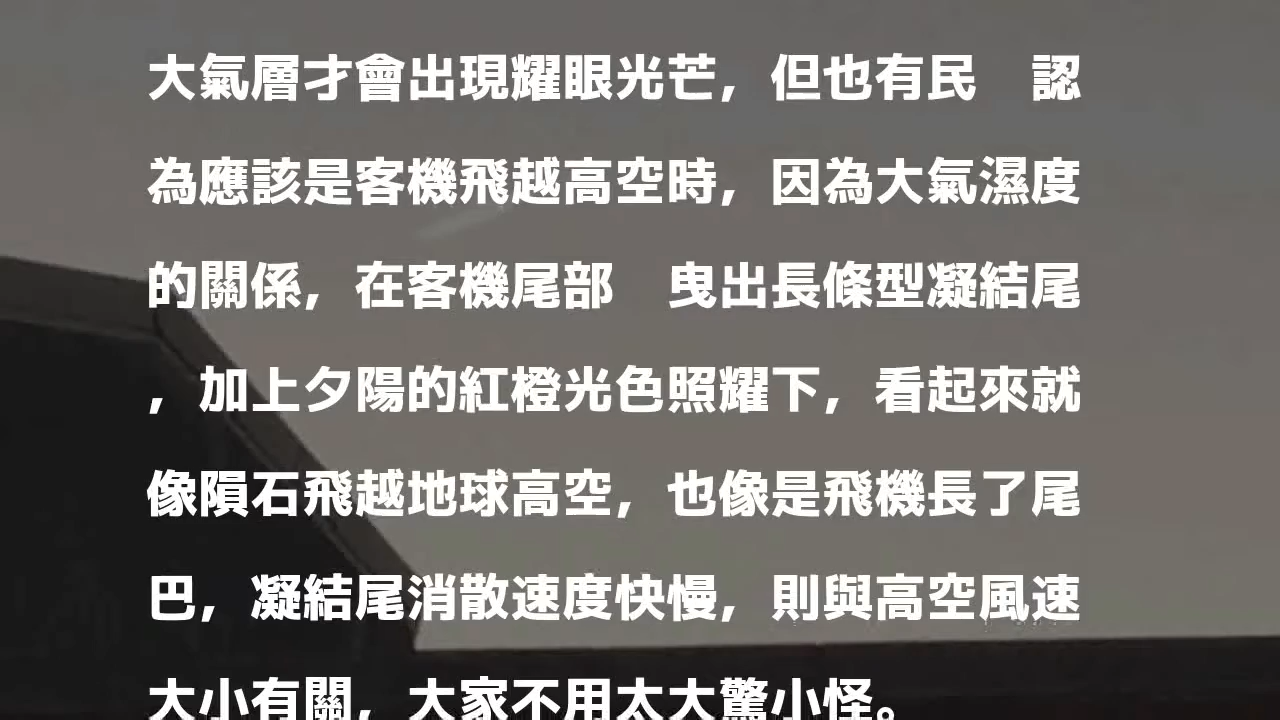 大氣層才會出現耀眼光芒，但也有民　認
為應該是客機飛越高空時，因為大氣濕度
的關係，在客機尾部　曳出長條型凝結尾
，加上夕陽的紅橙光色照耀下，看起來就
像隕石飛越地球高空，也像是飛機長了尾
巴，凝結尾消散速度快慢，則與高空風速
大小有關，大家不用太大驚小怪。